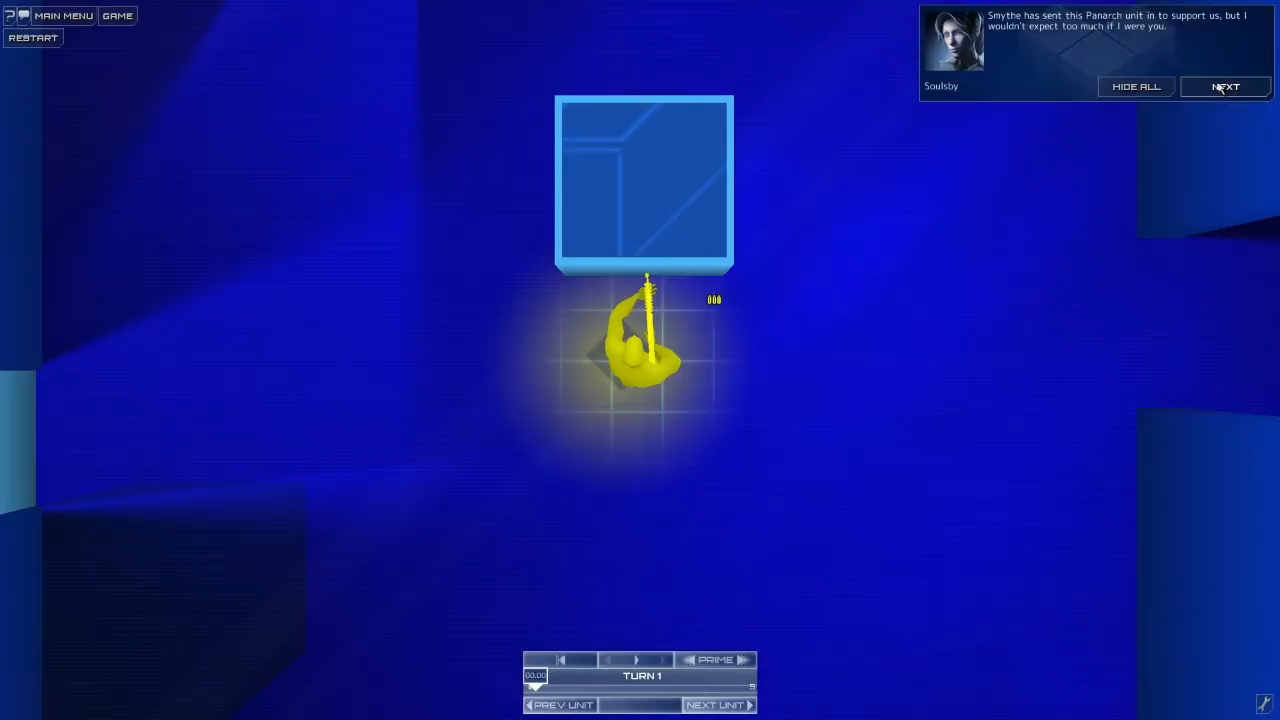 ? MAIN MENU GAME
RESTART
Smythe has sent this Panarch unit in to support us, but I
wouldn't expect too much if I were you.
Soulsby
HIDE ALL NEXT
PRIME
00.00 TURN 1
5
PREV UNIT NEXT UNIT